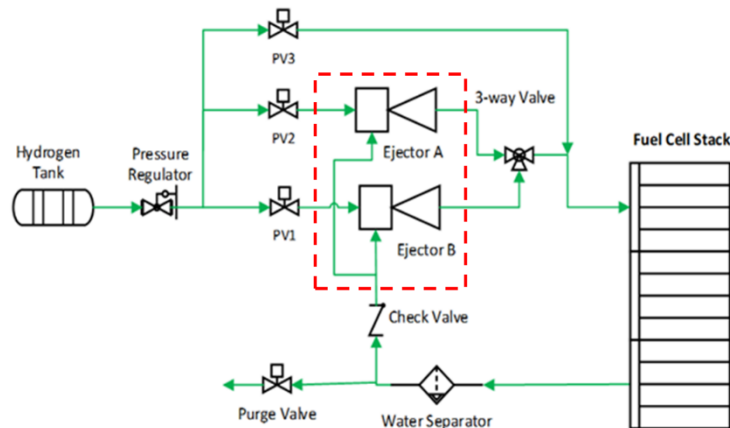 PV3
3-way Valve
PV2
Ejector A
Fuel Cell Stack
Hydrogen
Tank
Pressure
Regulator
PV1
Ejector B
Check Valve
Purge Valve
Water Separator